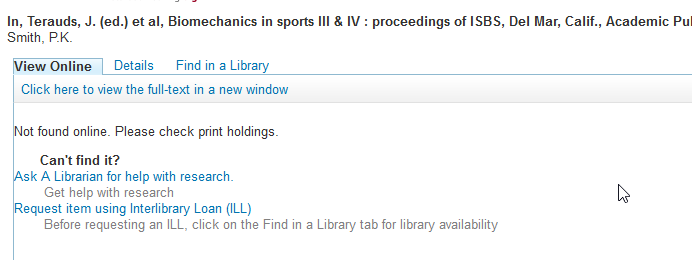 In, Terauds, J. (ed.) et al, Biomechanics in sports III & IV : proceedings of ISBS, Del Mar, Calif., Academic
Smith, P.K.
View Online Details Find in a Library
Click here to view the full-text in a new window
Not found online. Please check print holdings.
Can't find it?
Ask A Librarian for help with research.
Get help with research
Request item using Interlibrary Loan (ILL)
Before requesting an ILL, click on the Find in a Library tab for library availability